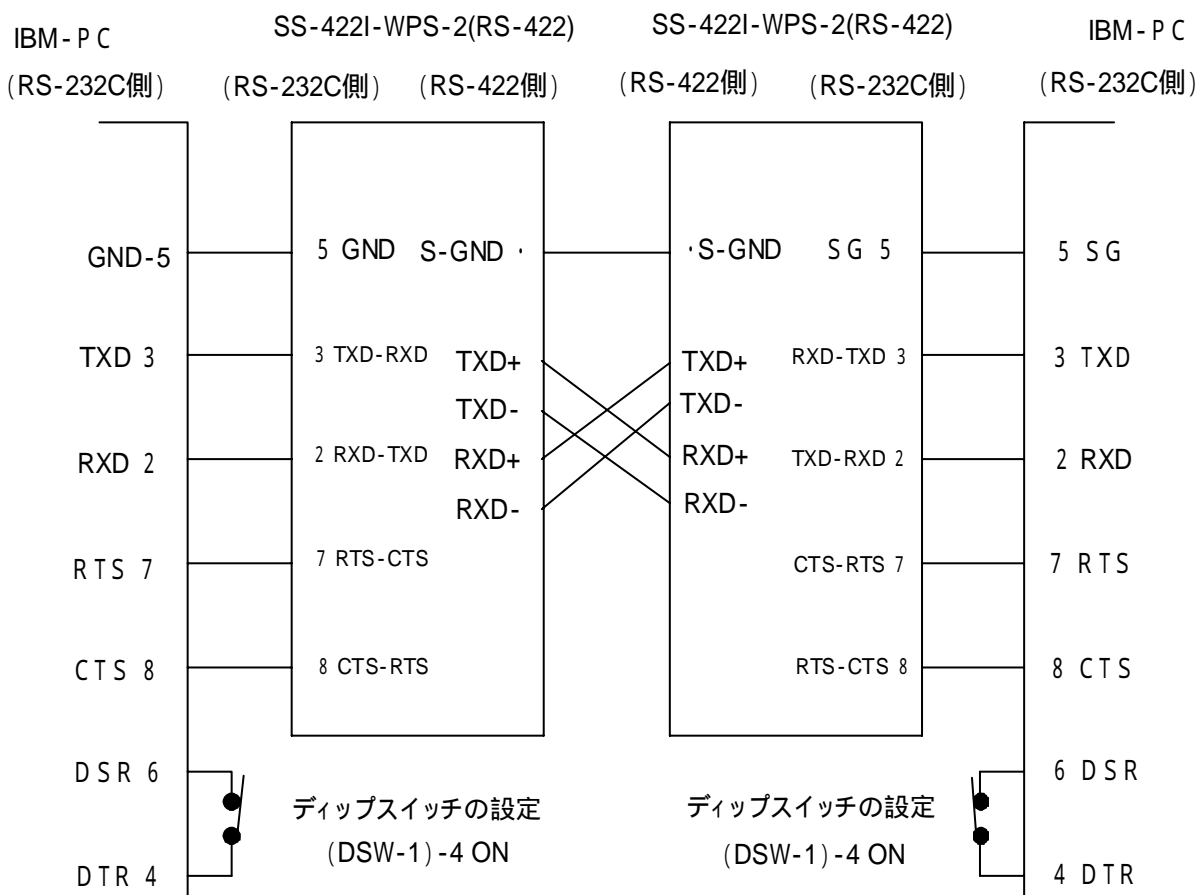 IBM-PC SS-422I-WPS-2(RS-422) SS-422I-WPS-2(RS-422) IBM-PC
(RS-232C側) (RS-232C側) (RS-422側) (RS-422側) (RS-232C側) (RS-232C側)
GND-5 5 GND S-GND · ·S-GND SG 5 5 SG
TXD 3 3 TXD-RXD TXD+ TXD+ RXD-TXD 3 3 TXD
TXD- TXD-
RXD 2 2 RXD-TXD RXD+ RXD+ TXD-RXD 2 2 RXD
RXD- RXD-
RTS 7 7 RTS-CTS CTS-RTS 7 7 RTS
CTS 8 8 CTS-RTS RTS-CTS 8 8 CTS
DSR 6 6 DSR
ディップスイッチの設定 ディップスイッチの設定
(DSW-1)-4 ON (DSW-1)-4 ON
DTR 4 4 DTR